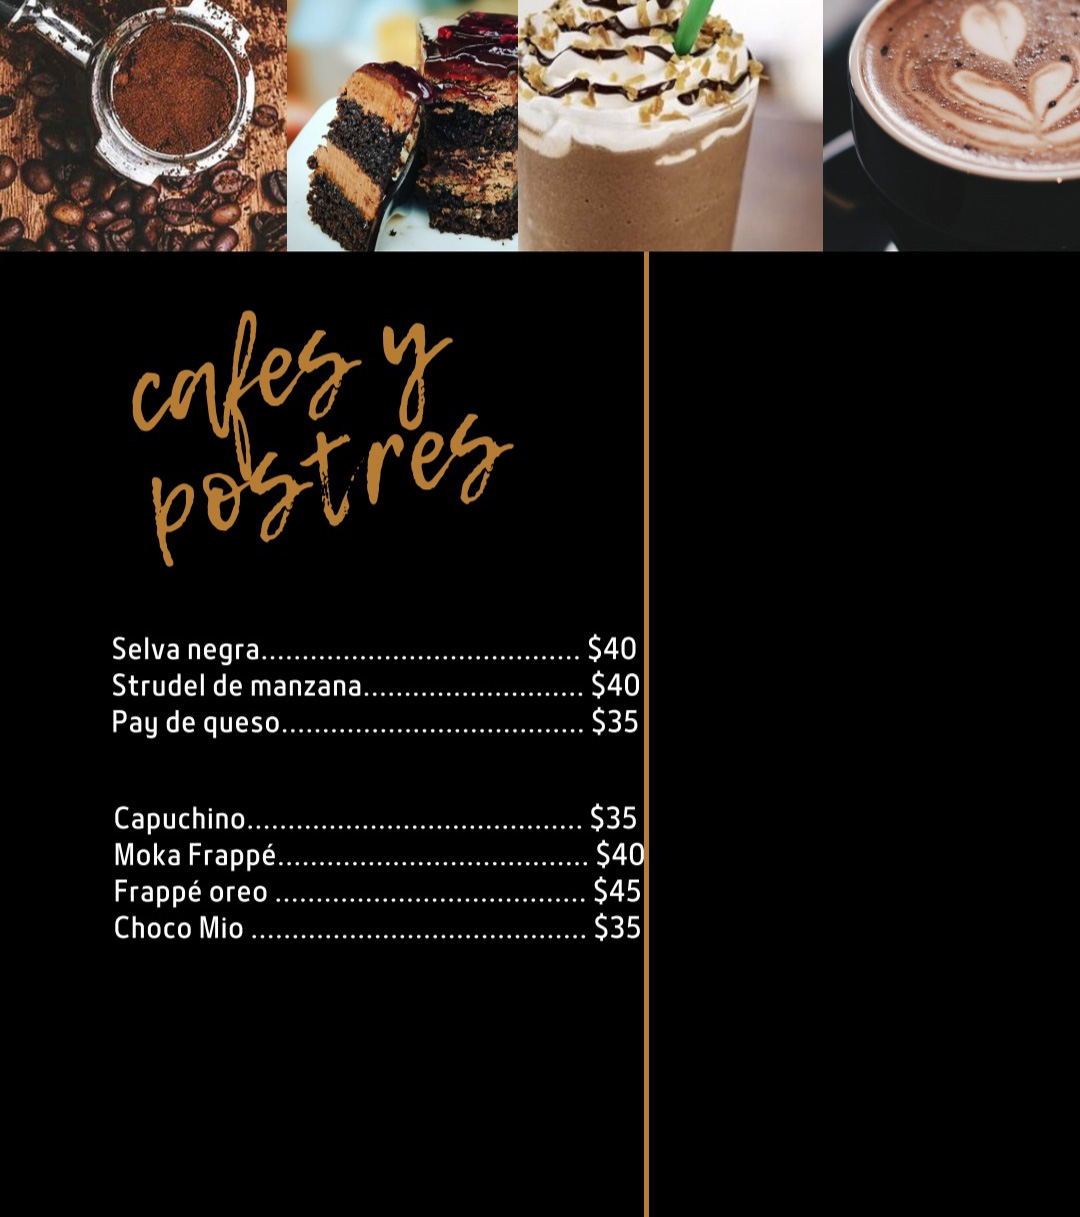 cafes y
postres
Selva negra....................................... $40
Strudel de manzana........................... $40
Pay de queso..................................... $35
Capuchino......................................... $35
Moka Frappé...................................... $40
Frappé oreo ...................................... $45
Choco Mio ......................................... $35